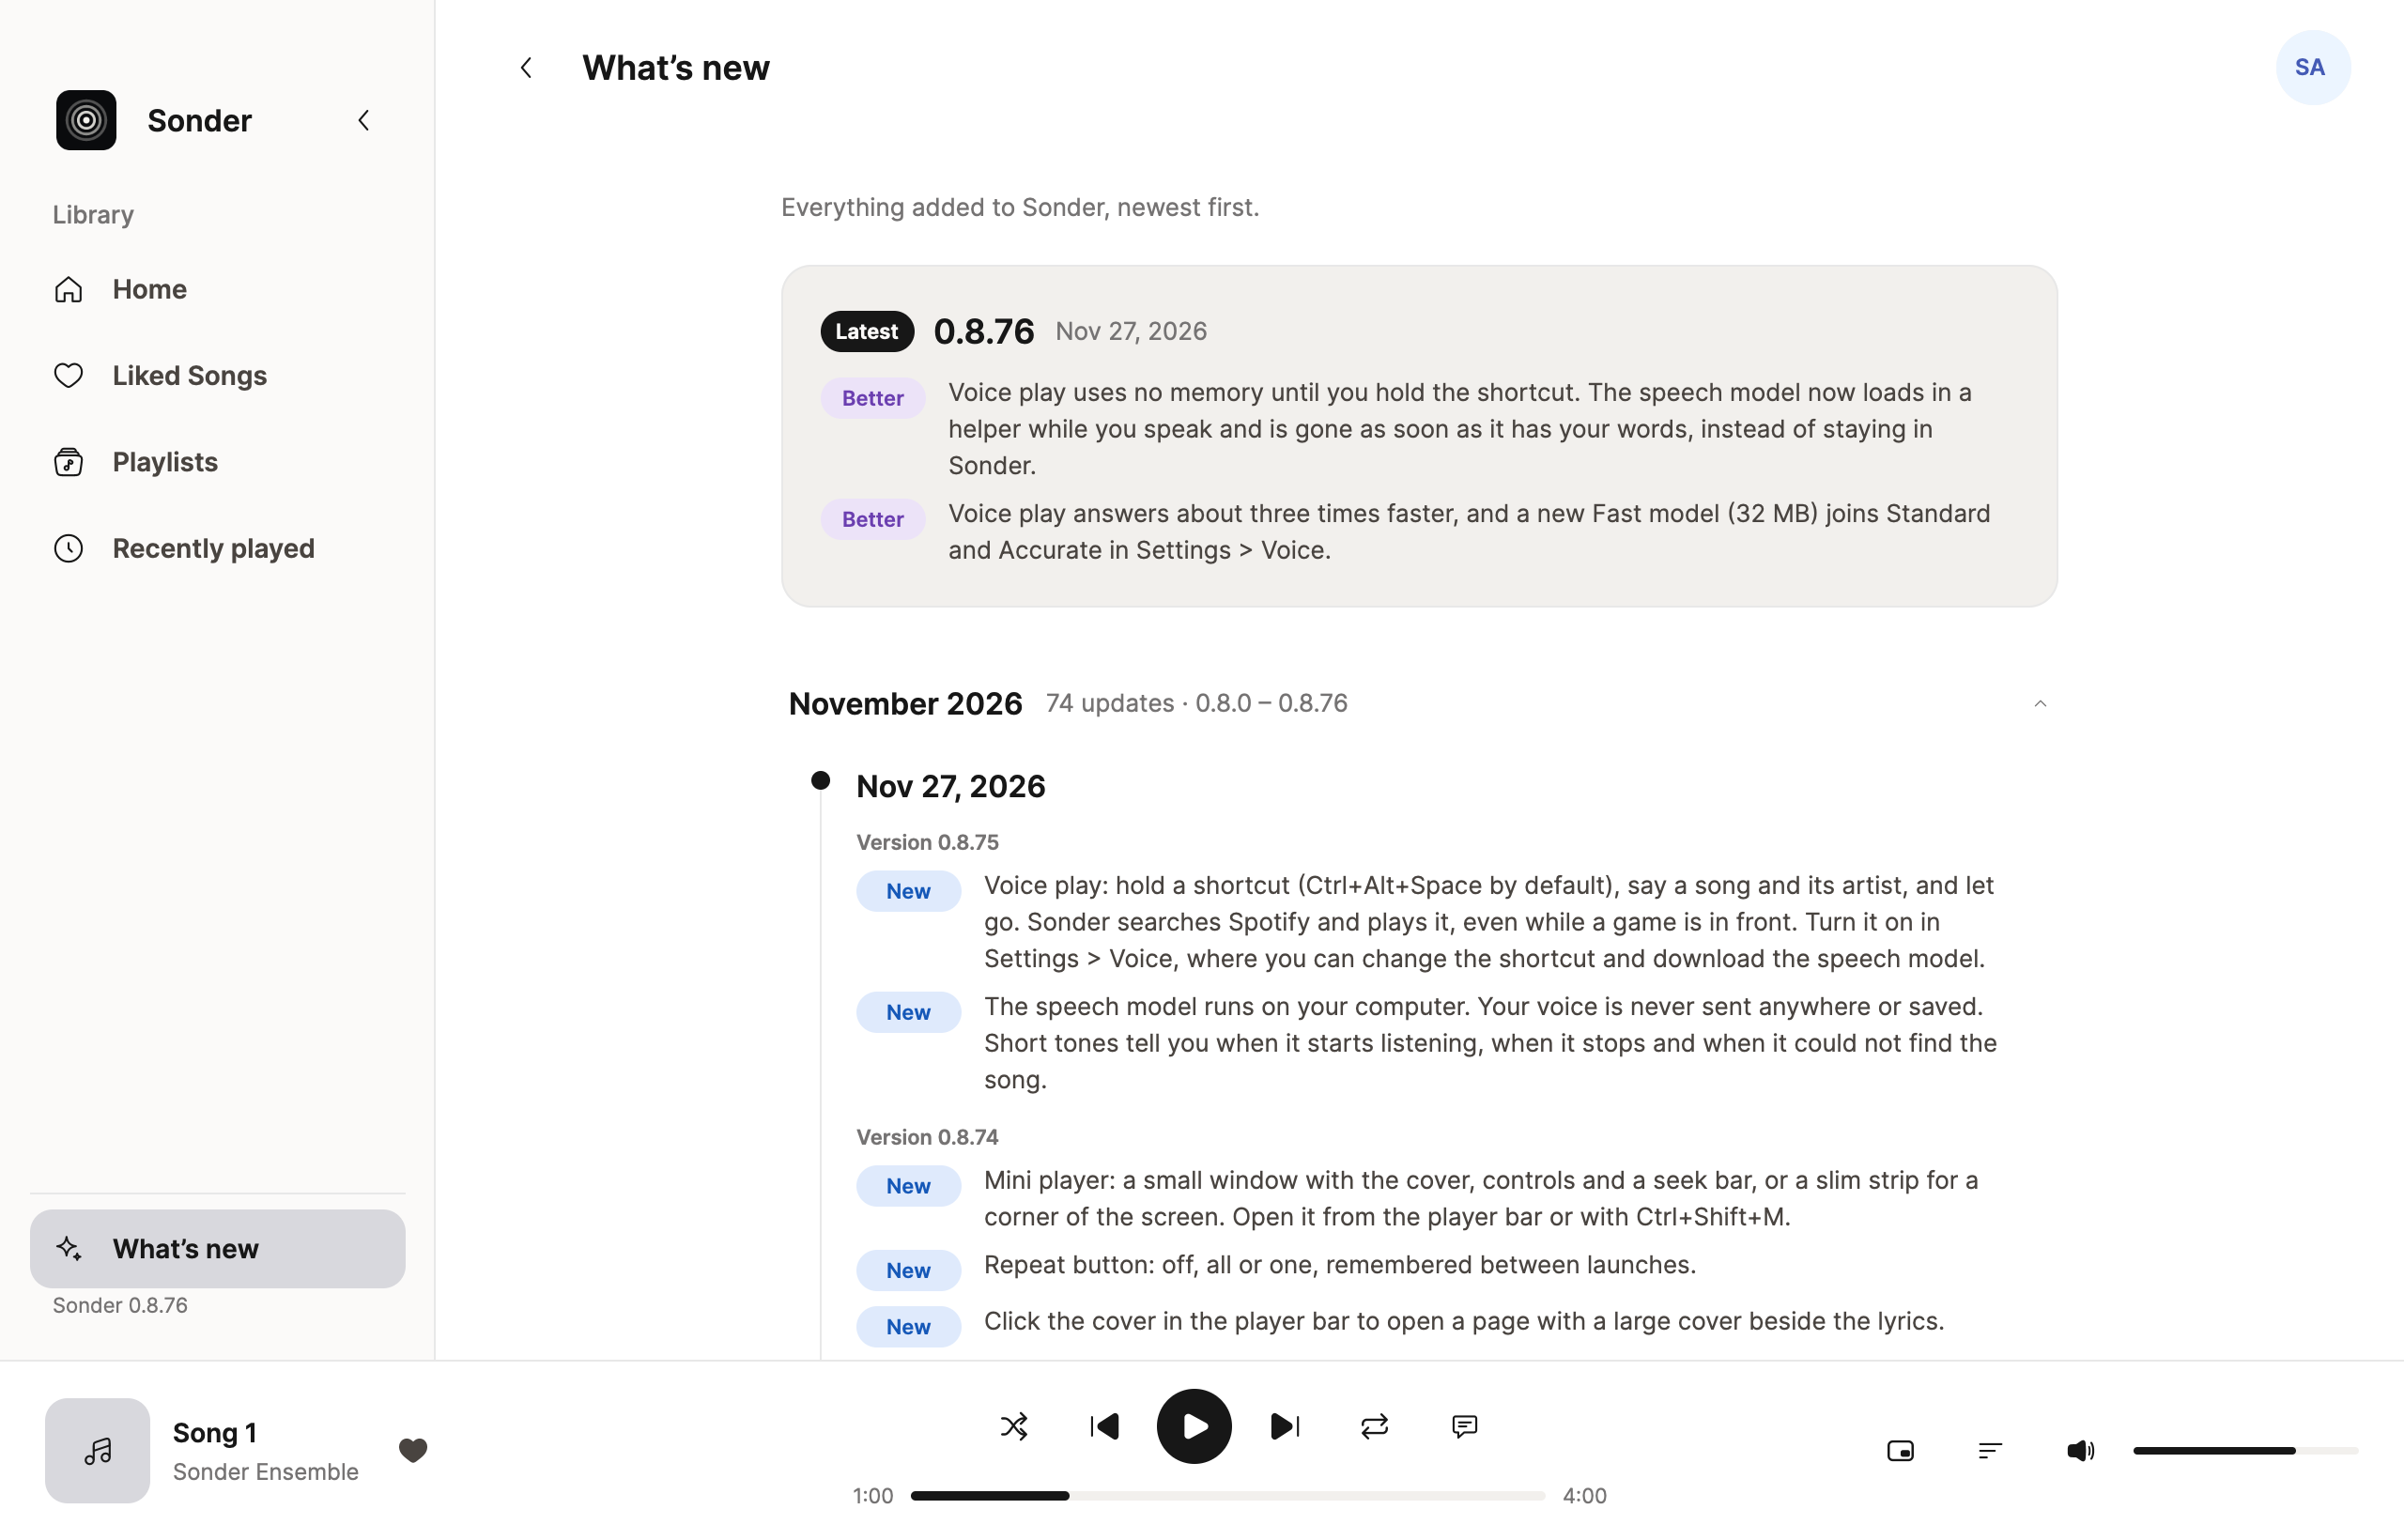 Sonder
Library
Home
Liked Songs
Playlists
Recently played
What’s new
Sonder 0.8.76
What’s new
SA
Everything added to Sonder, newest first.
Latest 0.8.76 Nov 27, 2026
Better Voice play uses no memory until you hold the shortcut. The speech model now loads in a
helper while you speak and is gone as soon as it has your words, instead of staying in
Sonder.
Better Voice play answers about three times faster, and a new Fast model (32 MB) joins Standard
and Accurate in Settings > Voice.
November 2026 74 updates · 0.8.0 – 0.8.76
Nov 27, 2026
Version 0.8.75
New Voice play: hold a shortcut (Ctrl+Alt+Space by default), say a song and its artist, and let
go. Sonder searches Spotify and plays it, even while a game is in front. Turn it on in
Settings > Voice, where you can change the shortcut and download the speech model.
New The speech model runs on your computer. Your voice is never sent anywhere or saved.
Short tones tell you when it starts listening, when it stops and when it could not find the
song.
Version 0.8.74
New Mini player: a small window with the cover, controls and a seek bar, or a slim strip for a
corner of the screen. Open it from the player bar or with Ctrl+Shift+M.
New Repeat button: off, all or one, remembered between launches.
New Click the cover in the player bar to open a page with a large cover beside the lyrics.
Song 1
Sonder Ensemble
1:00
4:00